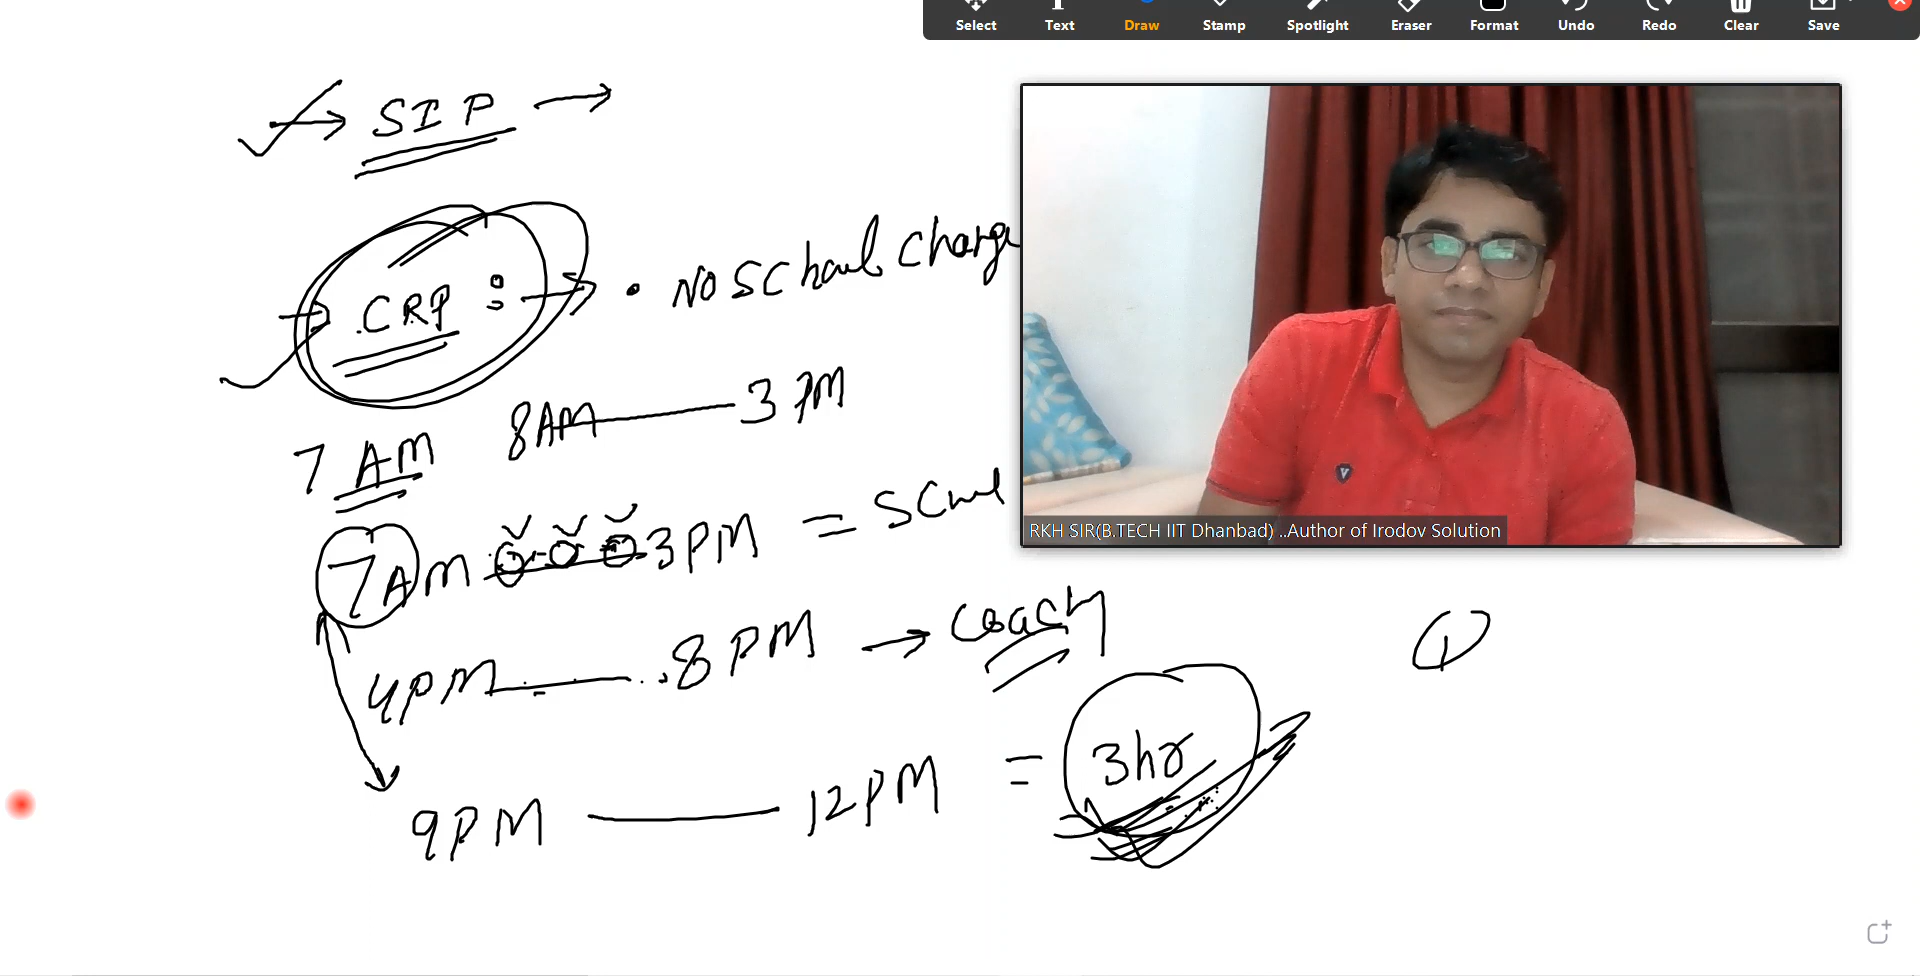 Select Text Draw Stamp Spotlight Eraser Format Undo Redo Clear Save
SIP
CRP : • NO SChool Charge
8AM 3 PM
7 AM
7AM 3PM =
4PM 8PM → Coach
9PM 12PM = 3hr
V
RKH SIR(B.TECH IIT Dhanbad) ..Author of Irodov Solution
1